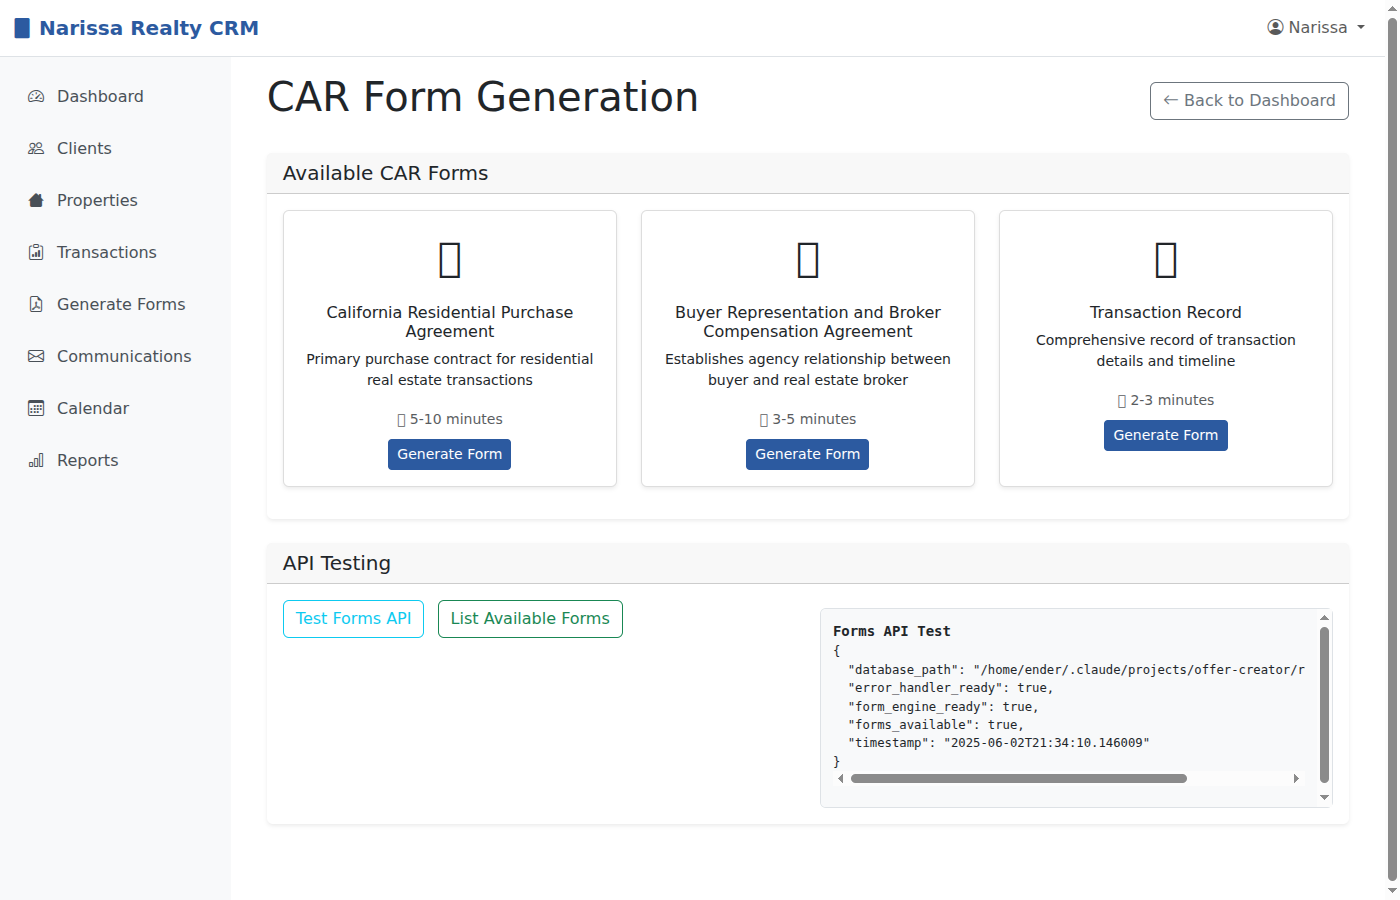 Narissa Realty CRM
Narissa
Dashboard
Clients
Properties
Transactions
Generate Forms
Communications
Calendar
Reports
CAR Form Generation
← Back to Dashboard
Available CAR Forms
California Residential Purchase
Agreement
Primary purchase contract for residential
real estate transactions
5-10 minutes
Generate Form
Buyer Representation and Broker
Compensation Agreement
Establishes agency relationship between
buyer and real estate broker
3-5 minutes
Generate Form
Transaction Record
Comprehensive record of transaction
details and timeline
2-3 minutes
Generate Form
API Testing
Test Forms API
List Available Forms
Forms API Test
{
"database_path": "/home/ender/.claude/projects/offer-creator/r
"error_handler_ready": true,
"form_engine_ready": true,
"forms_available": true,
"timestamp": "2025-06-02T21:34:10.146009"
}